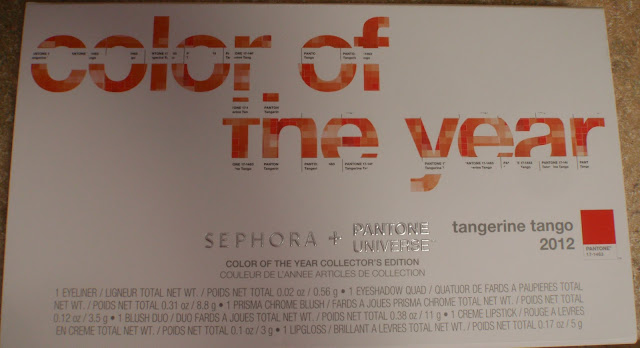 color of
the year
SEPHORA + PANTONE UNIVERSE™
tangerine tango
2012
PANTONE®
17-1463
COLOR OF THE YEAR COLLECTOR'S EDITION
COULEUR DE L'ANNEE ARTICLES DE COLLECTION
1 EYELINER / LIGNEUR TOTAL NET WT. / POIDS NET TOTAL 0.02 oz / 0.56 g • 1 EYESHADOW QUAD / QUATUOR DE FARDS A PAUPIERES TOTAL
NET WT. / POIDS NET TOTAL 0.31 oz / 8.8 g • 1 PRISMA CHROME BLUSH / FARDS A JOUES PRISMA CHROME TOTAL NET WT. / POIDS NET TOTAL
0.12 oz / 3.5 g • 1 BLUSH DUO / DUO FARDS A JOUES TOTAL NET WT. / POIDS NET TOTAL 0.38 oz / 11 g • 1 CREME LIPSTICK / ROUGE A LEVRES
EN CREME TOTAL NET WT. / POIDS NET TOTAL 0.1 oz / 3 g • 1 LIPGLOSS / BRILLANT A LEVRES TOTAL NET WT. / POIDS NET TOTAL 0.17 oz / 5 g